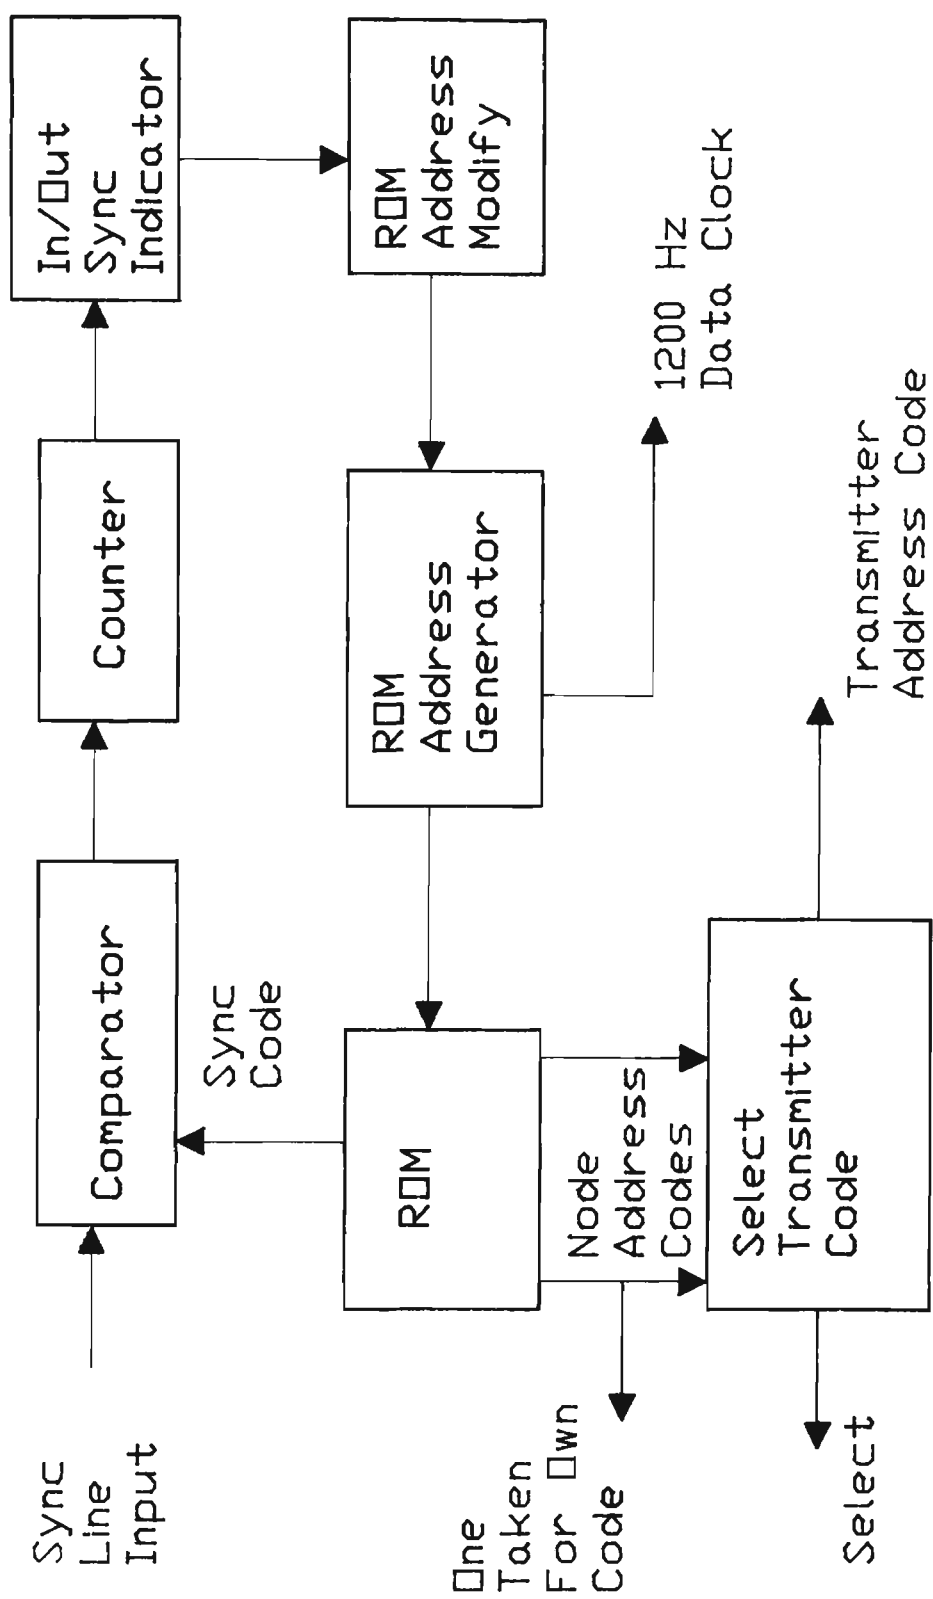 Sync
Line
Input
Comparator
Counter
In/Out
Sync
Indicator
Sync
Code
ROM
ROM
Address
Generator
ROM
Address
Modify
1200 Hz
Data Clock
Node
Address
Codes
One
Taken
For Own
Code
Select
Transmitter
Code
Select
Transmitter
Address Code